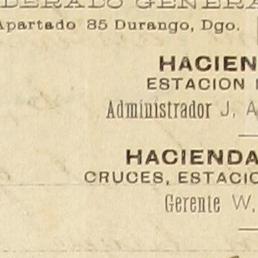 DERADO GENERA
Apartado 85 Durango, Dgo.
HACIEN
ESTACION
Administrador J, A
HACIENDA
CRUCES, ESTACIO
Gerente W.